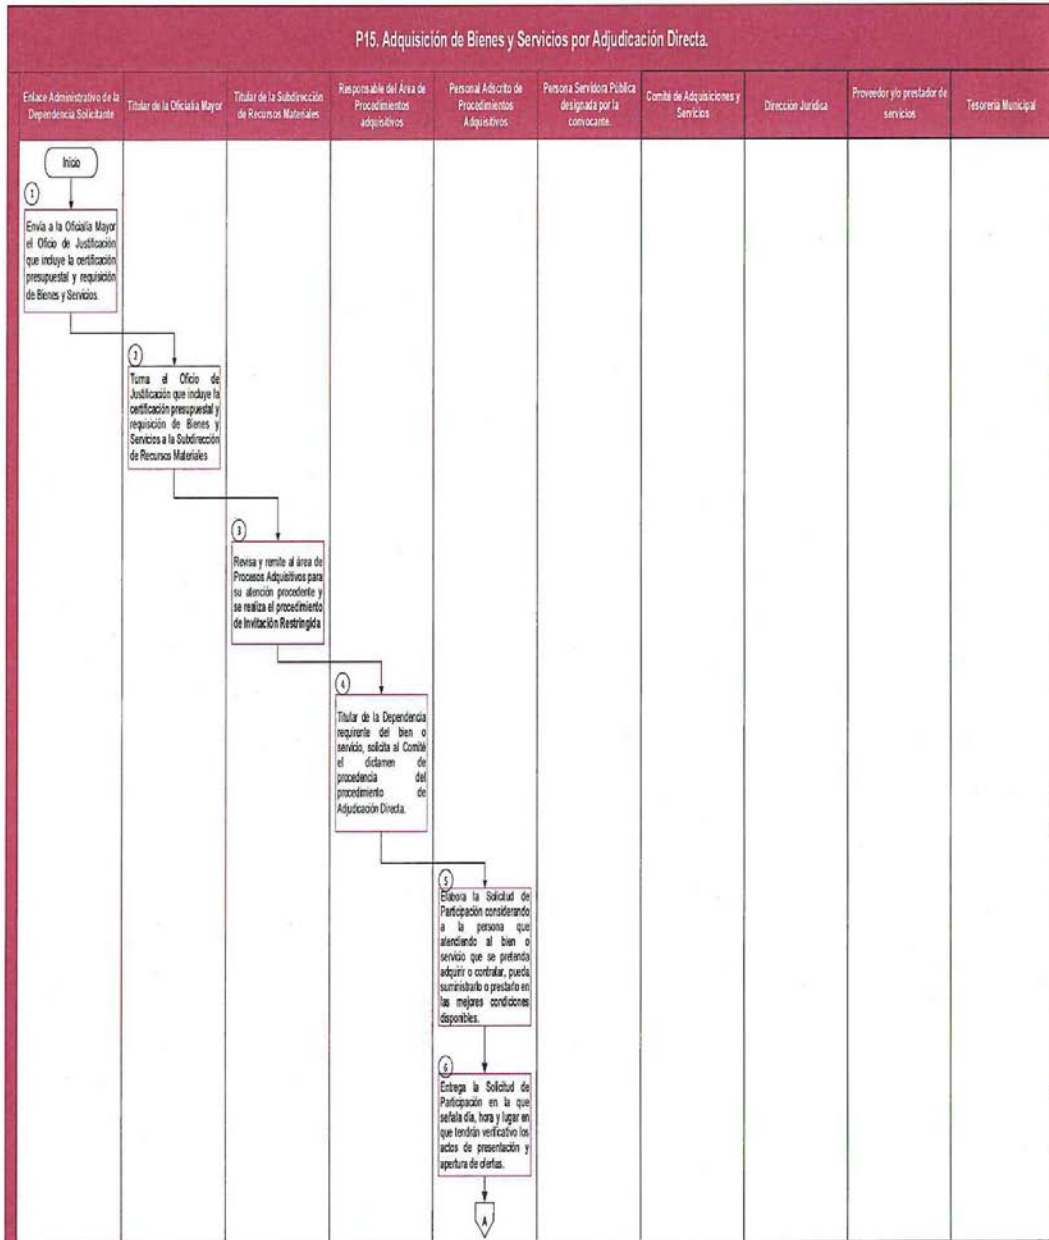 P15. Adquisición de Bienes y Servicios por Adjudicación Directa.
Enlace Administrativo de la
Dependencia Solicitante
Titular de la Oficialía Mayor
Titular de la Subdirección
de Recursos Materiales
Responsable del Área de
Procedimientos
adquisitivos
Personal Adscrito de
Procedimientos
Adquisitivos
Persona Servidora Pública
designada por la
convocante.
Comité de Adquisiciones y
Servicios
Dirección Jurídica
Proveedor y/o prestador de
servicios
Tesorería Municipal
Inicio
1
Envía a la Oficialía Mayor
el Oficio de Justificación
que incluye la certificación
presupuestal y requisición
de Bienes y Servicios.
2
Turna el Oficio de
Justificación que incluye la
certificación presupuestal y
requisición de Bienes y
Servicios a la Subdirección
de Recursos Materiales
3
Revisa y remite al área de
Procesos Adquisitivos para
su atención procedente y
se realiza el procedimiento
de Invitación Restringida
4
Titular de la Dependencia
requirente del bien o
servicio, solicita al Comité
el dictamen de
procedencia del
procedimiento de
Adjudicación Directa.
5
Elabora la Solicitud de
Participación considerando
a la persona que
atendiendo al bien o
servicio que se pretenda
adquirir o contratar, pueda
suministrarlo o prestarlo en
las mejores condiciones
disponibles.
6
Entrega la Solicitud de
Participación en la que
señala día, hora y lugar en
que tendrán verificativo los
actos de presentación y
apertura de ofertas.
A